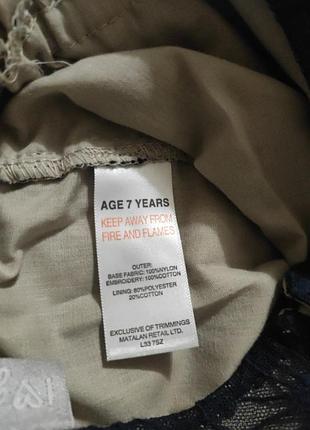 AGE 7 YEARS
KEEP AWAY FROM
FIRE AND FLAMES
OUTER:
BASE FABRIC: 100%NYLON
EMBROIDERY: 100%COTTON
LINING: 80%POLYESTER
20%COTTON
EXCLUSIVE OF TRIMMINGS
MATALAN RETAIL LTD.
L33 7SZ